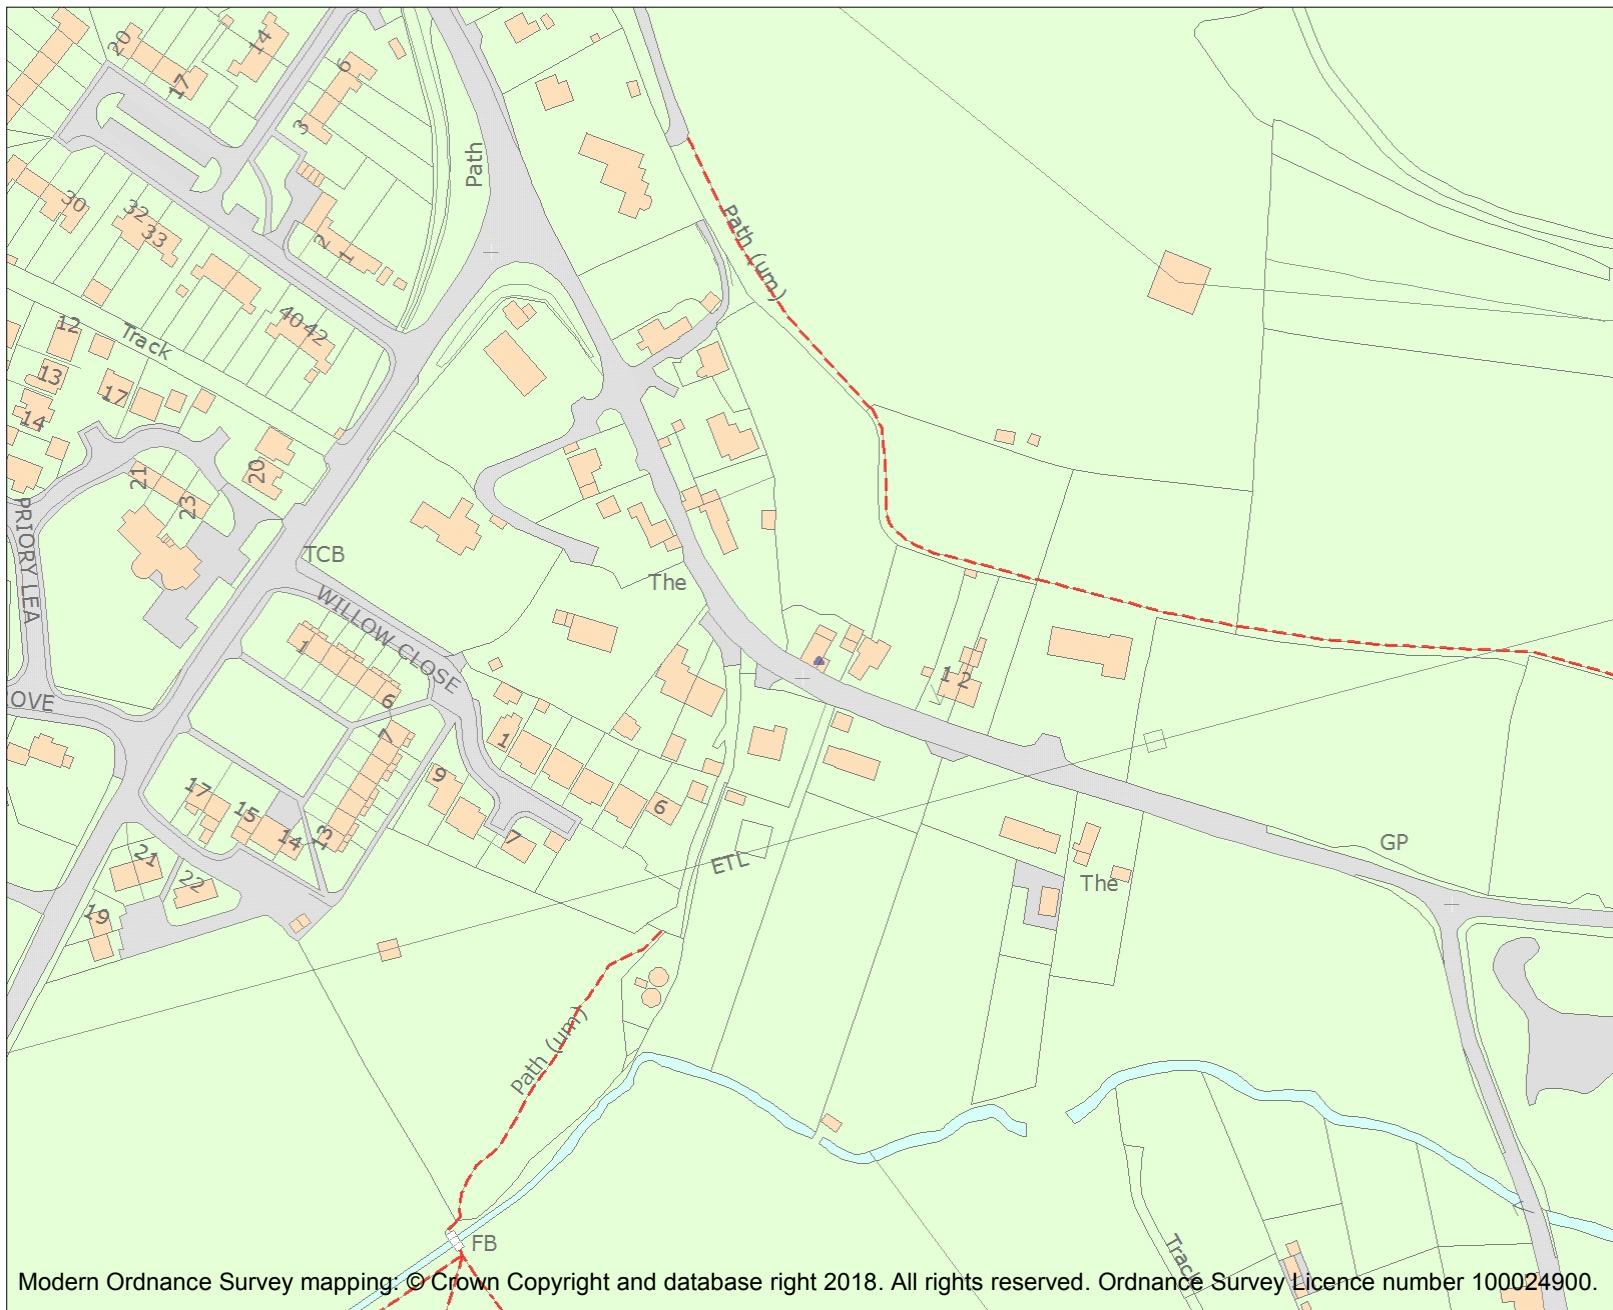 20
17
14
6
3
Path
30
32
33
2
1
Path (um)
40 42
Track
12
13
14
17
21
23
20
PRIORY LEA
TCB
The
WILLOW CLOSE
1
6
OVE
7
1
9
6
7
17
15
14
13
21
22
19
1 2
ETL
GP
The
Path (um)
FB
Track
Modern Ordnance Survey mapping: © Crown Copyright and database right 2018. All rights reserved. Ordnance Survey Licence number 100024900.